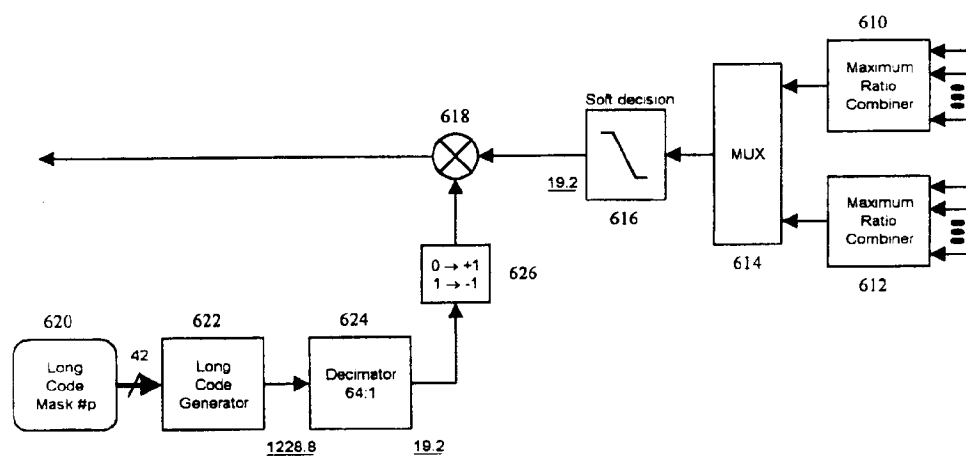 610
Maximum
Ratio
Combiner
Soft decision
618
MUX
19.2
616
Maximum
Ratio
Combiner
614
612
0 → +1
1 → -1
626
620
622
624
42
Long
Code
Mask #p
Long
Code
Generator
Decimator
64:1
1228.8
19.2